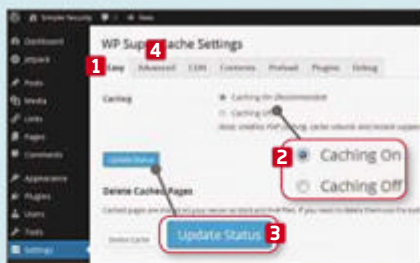 Simple Security
New
Dashboard
Jetpack
Posts
Media
Links
Pages
Comments
Appearance
Plugins
Users
Tools
Settings
WP Super Cache Settings
1
4
Easy Advanced CDN Contents Preload Plugins Debug
Caching
Caching On (Recommended)
Caching Off
2
Caching On
Caching Off
Update Status
Delete Cached Pages
Delete Cache
Update Status
3